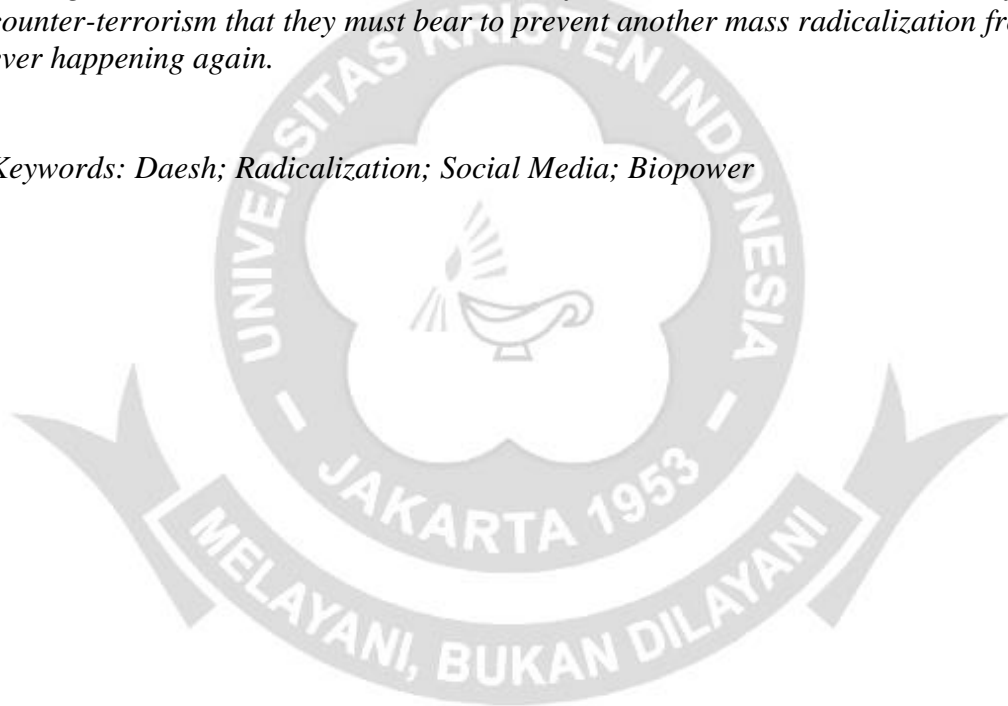 counter-terrorism that they must bear to prevent another mass radicalization
ever happening again.
Keywords: Daesh; Radicalization; Social Media; Biopower
UNIVERSITAS KRISTEN INDONESIA
JAKARTA 1953
MELAYANI, BUKAN DILAYANI